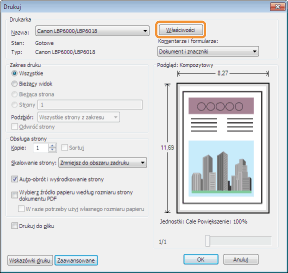 Drukuj
Drukarka
Nazwa: Canon LBP6000/LBP6018
Właściwości
Stan: Gotowe
Typ: Canon LBP6000/LBP6018
Komentarze i formularze:
Dokument i znaczniki
Zakres druku
Wszystkie
Bieżący widok
Bieżąca strona
Strony 1
Podzbiór: Wszystkie strony z zakresu
Odwróć strony
Obsługa strony
Kopie: 1 Sortuj
Skalowanie strony: Zmniejsz do obszaru zadruku
Auto-obrót i wyśrodkowanie strony
Wybierz źródło papieru według rozmiaru strony
dokumentu PDF
W razie potrzeby użyj własnego rozmiaru papieru
Drukuj do pliku
Podgląd: Kompozytowy
8,27
11,69
Jednostki: Cale Powiększenie: 100%
1/1
Wskazówki druku Zaawansowane
OK Anuluj